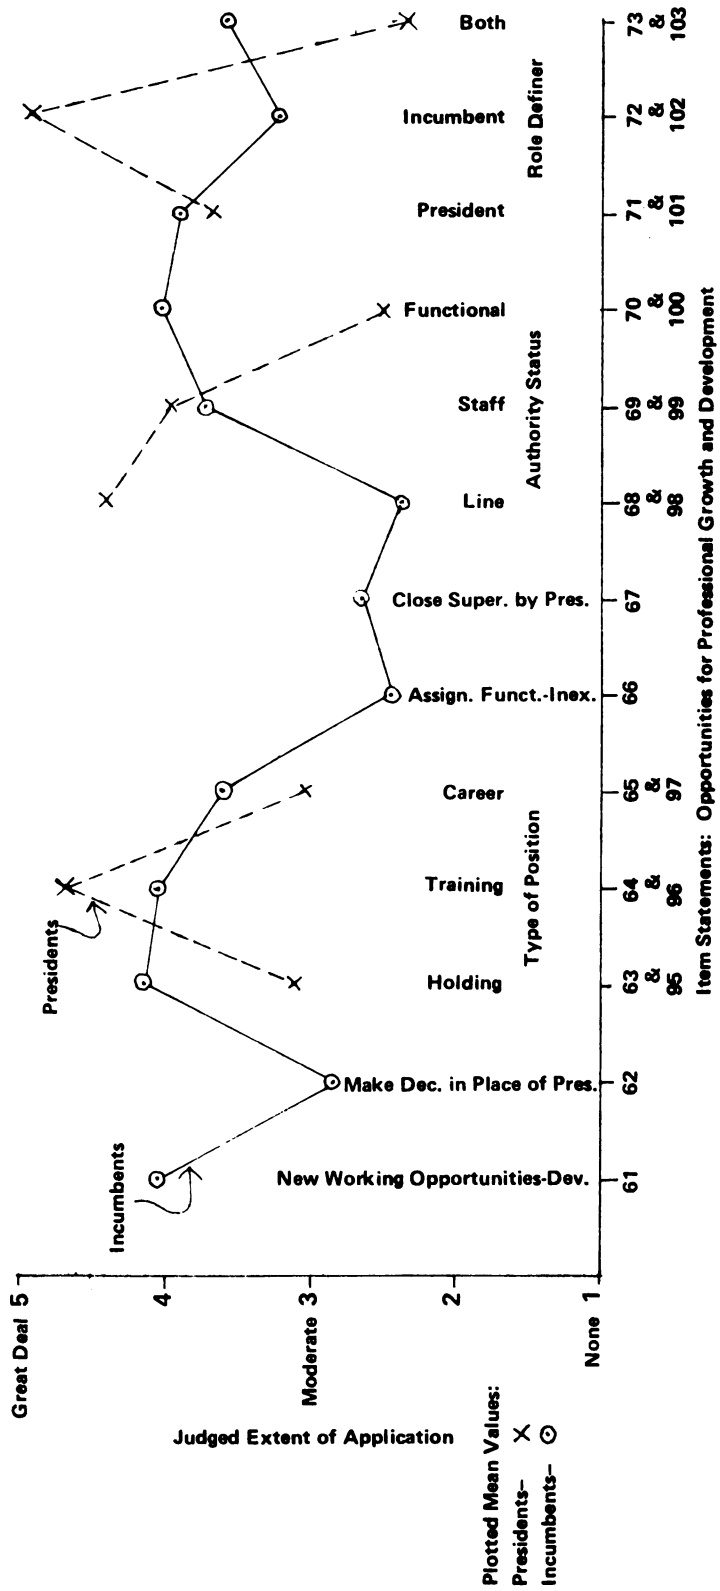 Great Deal 5
4
Moderate 3
2
None 1
Judged Extent of Application
Plotted Mean Values:
Presidents– ×
Incumbents– ⊙
Incumbents
Presidents
New Working Opportunities-Dev.
Make Dec. in Place of Pres.
Holding
Training
Career
Type of Position
Assign. Funct.-Inex.
Close Super. by Pres.
Line
Staff
Functional
Authority Status
President
Incumbent
Both
Role Definer
61
62
63
&
95
64
&
96
65
&
97
66
67
68
&
98
69
&
99
70
&
100
71
&
101
72
&
102
73
&
103
Item Statements: Opportunities for Professional Growth and Development